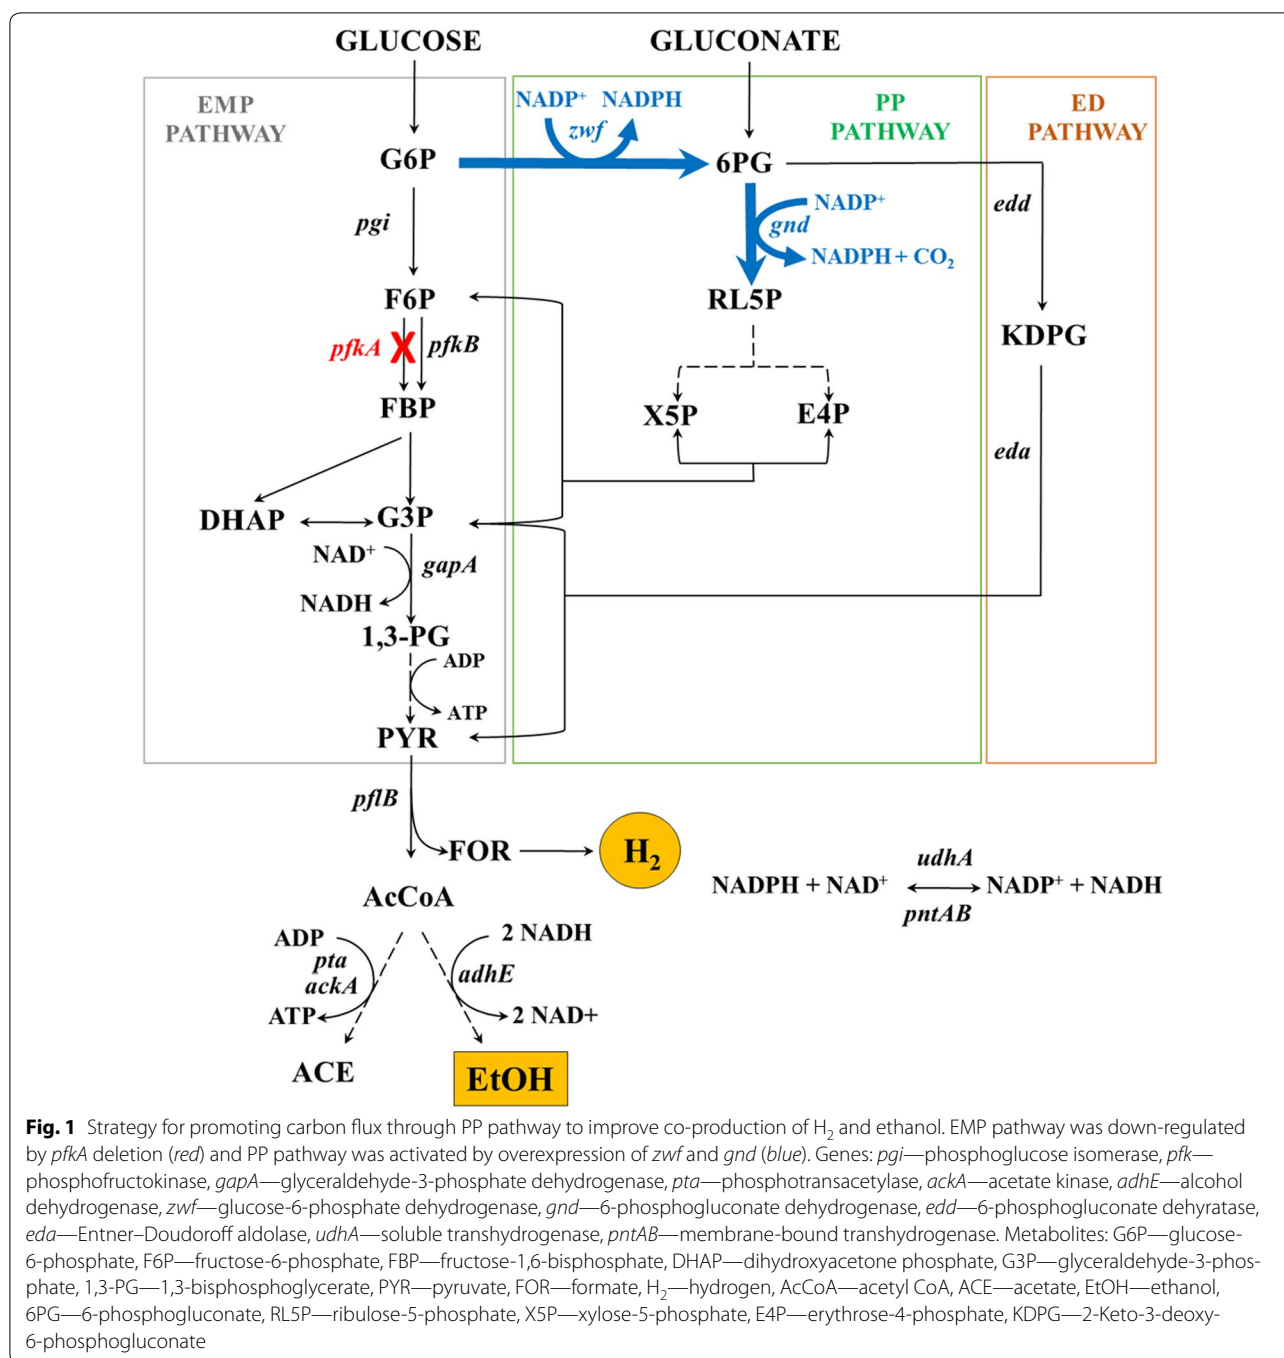 GLUCOSE
GLUCONATE
EMP
PATHWAY
PP
PATHWAY
ED
PATHWAY
NADP⁺ NADPH
zwf
G6P
6PG
pgi
NADP⁺
gnd
NADPH + CO₂
edd
F6P
RL5P
pfkA
X
pfkB
KDPG
FBP
X5P
E4P
eda
DHAP
G3P
NAD⁺
gapA
NADH
1,3-PG
ADP
ATP
PYR
pflB
FOR
H₂
AcCoA
udhA
NADPH + NAD⁺
NADP⁺ + NADH
pntAB
ADP
2 NADH
pta
ackA
adhE
ATP
2 NAD+
ACE
EtOH
Fig. 1 Strategy for promoting carbon flux through PP pathway to improve co-production of H₂ and ethanol. EMP pathway was down-regulated
by pfkA deletion (red) and PP pathway was activated by overexpression of zwf and gnd (blue). Genes: pgi—phosphoglucose isomerase, pfk—
phosphofructokinase, gapA—glyceraldehyde-3-phosphate dehydrogenase, pta—phosphotransacetylase, ackA—acetate kinase, adhE—alcohol
dehydrogenase, zwf—glucose-6-phosphate dehydrogenase, gnd—6-phosphogluconate dehydrogenase, edd—6-phosphogluconate dehyratase,
eda—Entner–Doudoroff aldolase, udhA—soluble transhydrogenase, pntAB—membrane-bound transhydrogenase. Metabolites: G6P—glucose-
6-phosphate, F6P—fructose-6-phosphate, FBP—fructose-1,6-bisphosphate, DHAP—dihydroxyacetone phosphate, G3P—glyceraldehyde-3-phos-
phate, 1,3-PG—1,3-bisphosphoglycerate, PYR—pyruvate, FOR—formate, H₂—hydrogen, AcCoA—acetyl CoA, ACE—acetate, EtOH—ethanol,
6PG—6-phosphogluconate, RL5P—ribulose-5-phosphate, X5P—xylose-5-phosphate, E4P—erythrose-4-phosphate, KDPG—2-Keto-3-deoxy-
6-phosphogluconate